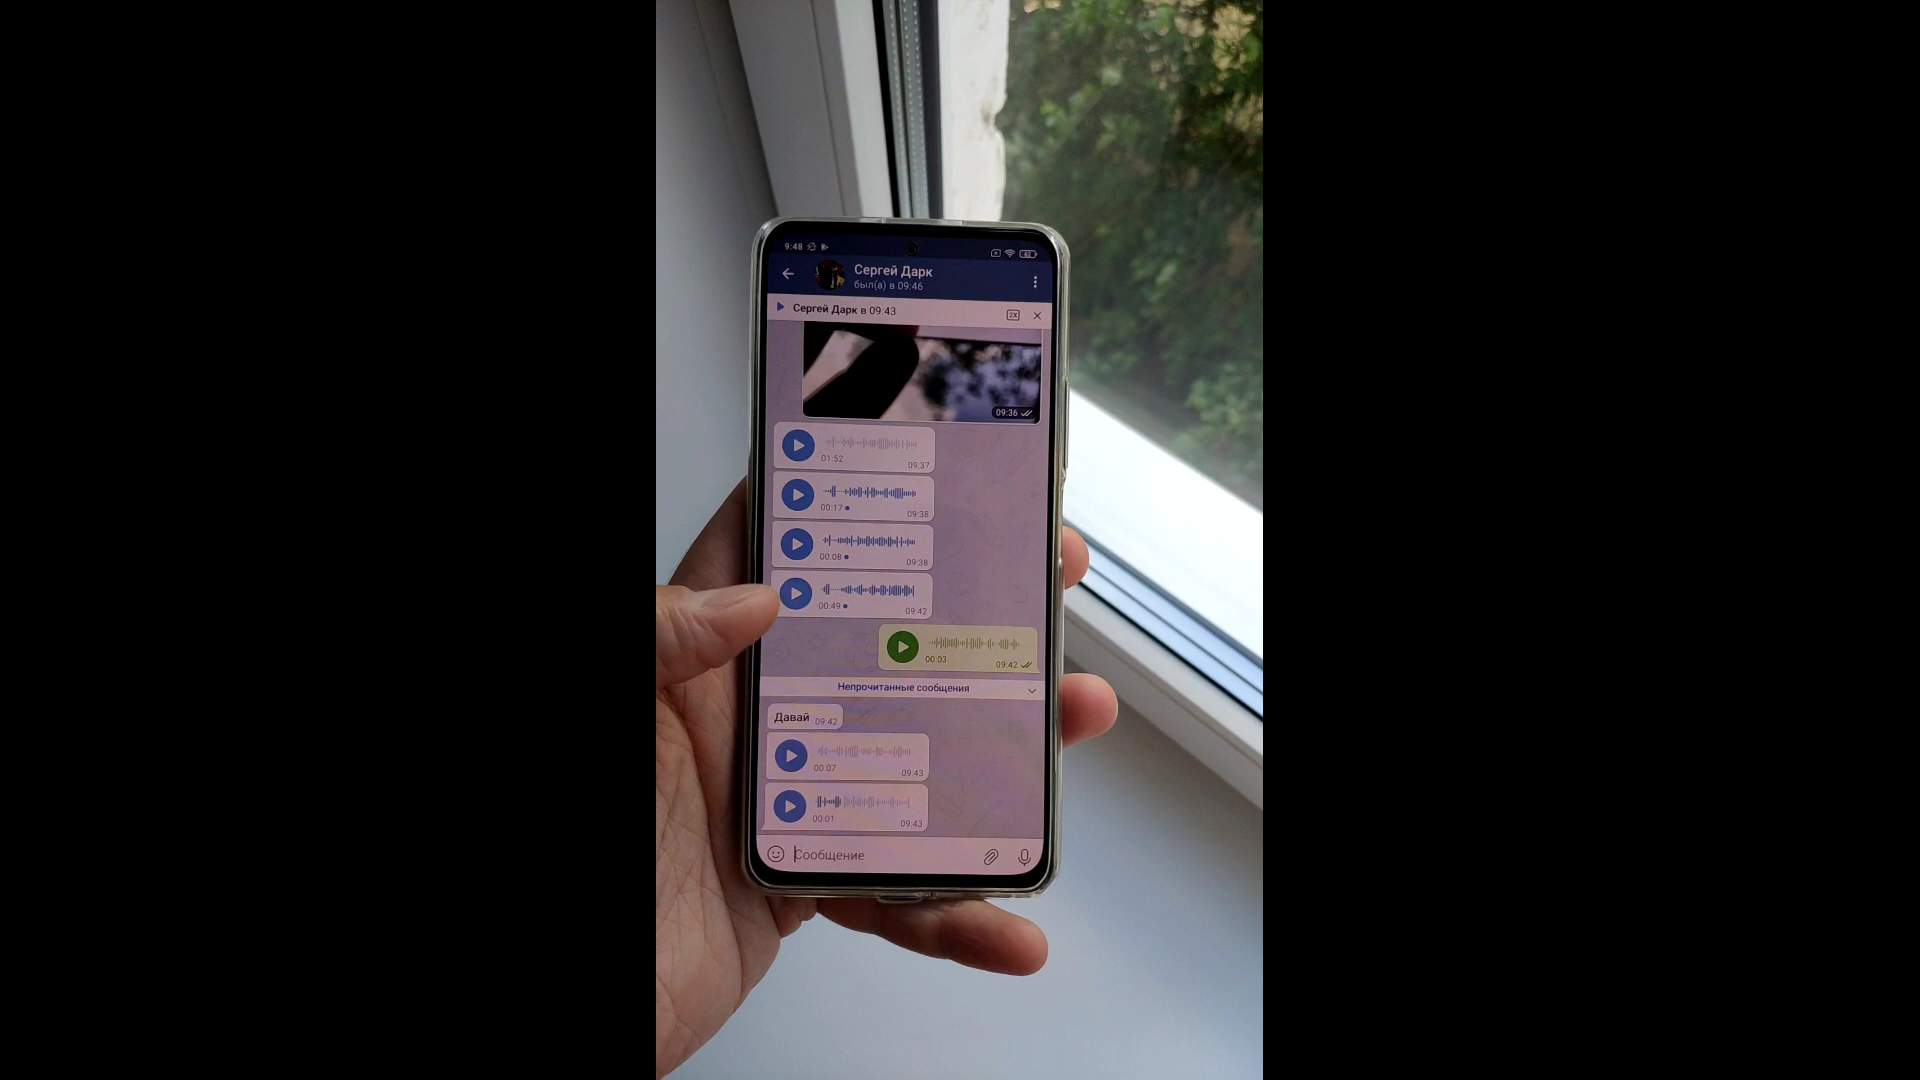 9:48
62
Сергей Дарк
был(а) в 09:46
Сергей Дарк в 09:43
2X
09:36
01:52
09:37
00:17
09:38
00:08
09:38
00:49
09:42
00:03
09:42
Непрочитанные сообщения
Давай 09:42
00:07
09:43
00:01
09:43
Сообщение